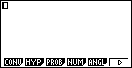 CONV HYP PROB NUM ANGL ▷